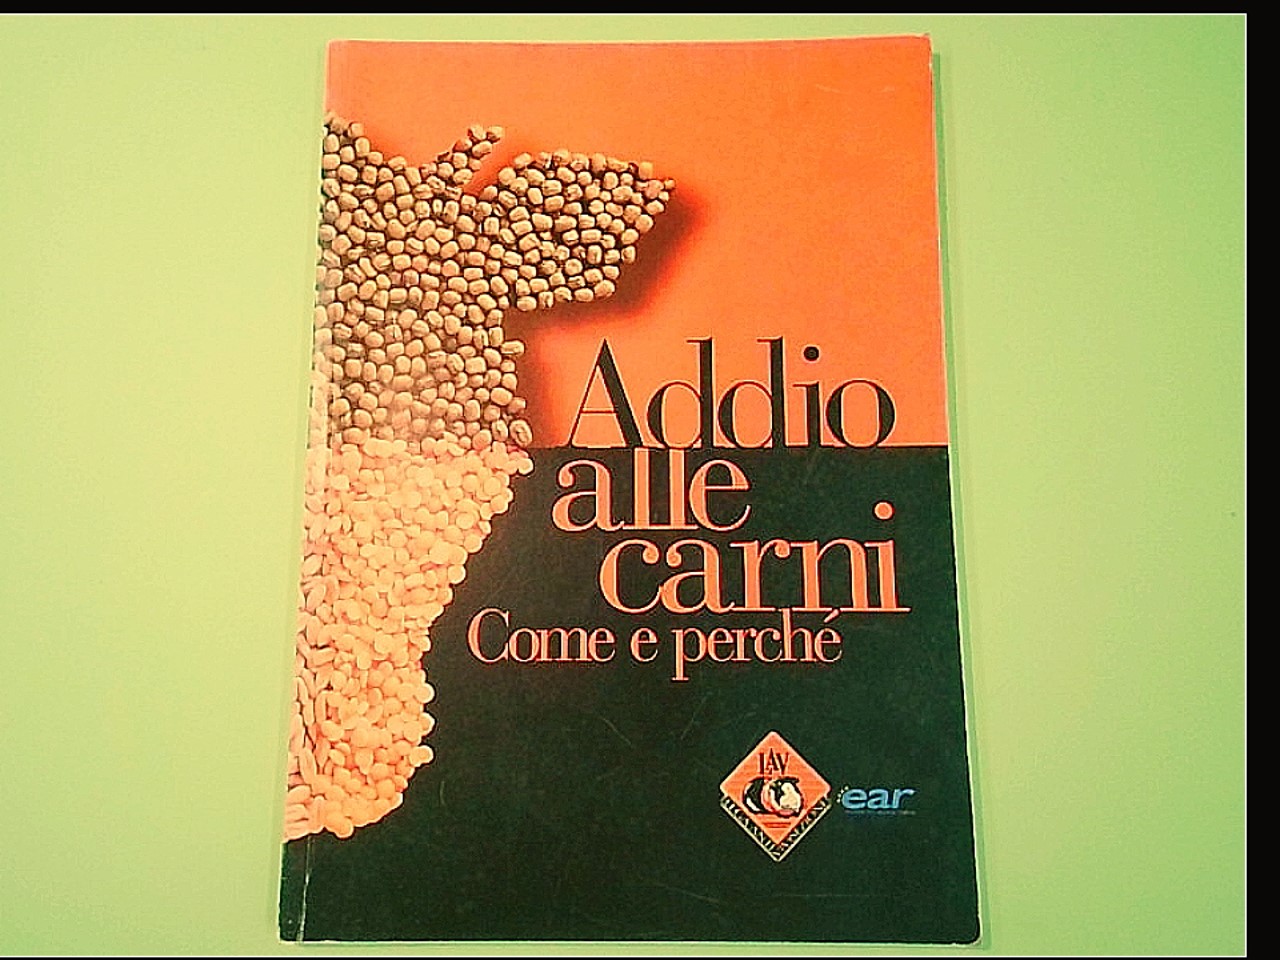 Addio
alle
carni
Come e perché
LAV
LEGA ANTIVIVISEZIONE
ear